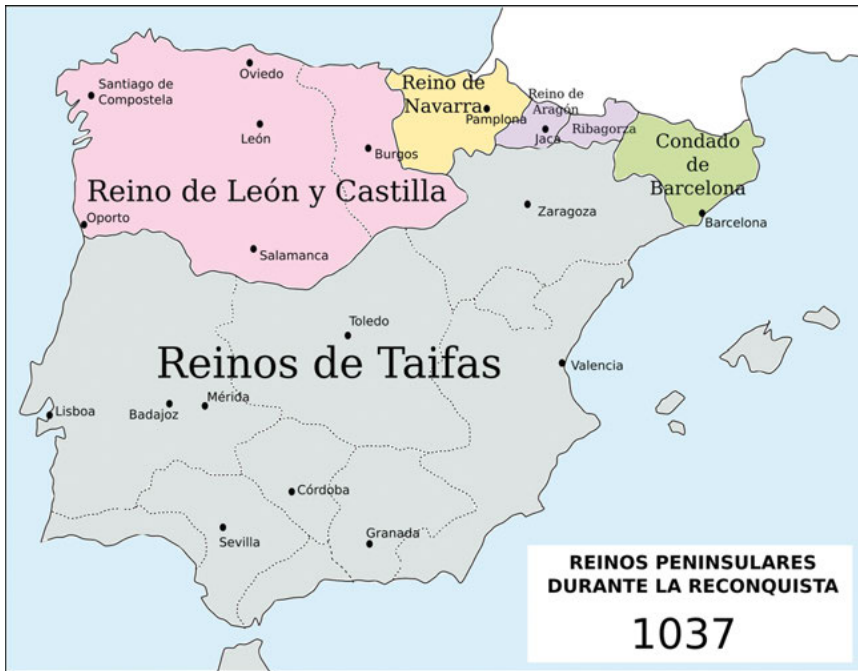 Oviedo
Santiago de
Compostela
León
Burgos
Reino de
Navarra
Pamplona
Reino de
Aragón
Jaca
Ribagorza
Condado
de
Barcelona
Barcelona
Reino de León y Castilla
Zaragoza
Oporto
Salamanca
Toledo
Reinos de Taifas
Valencia
Lisboa
Badajoz
Mérida
Córdoba
Sevilla
Granada
REINOS PENINSULARES
DURANTE LA RECONQUISTA
1037